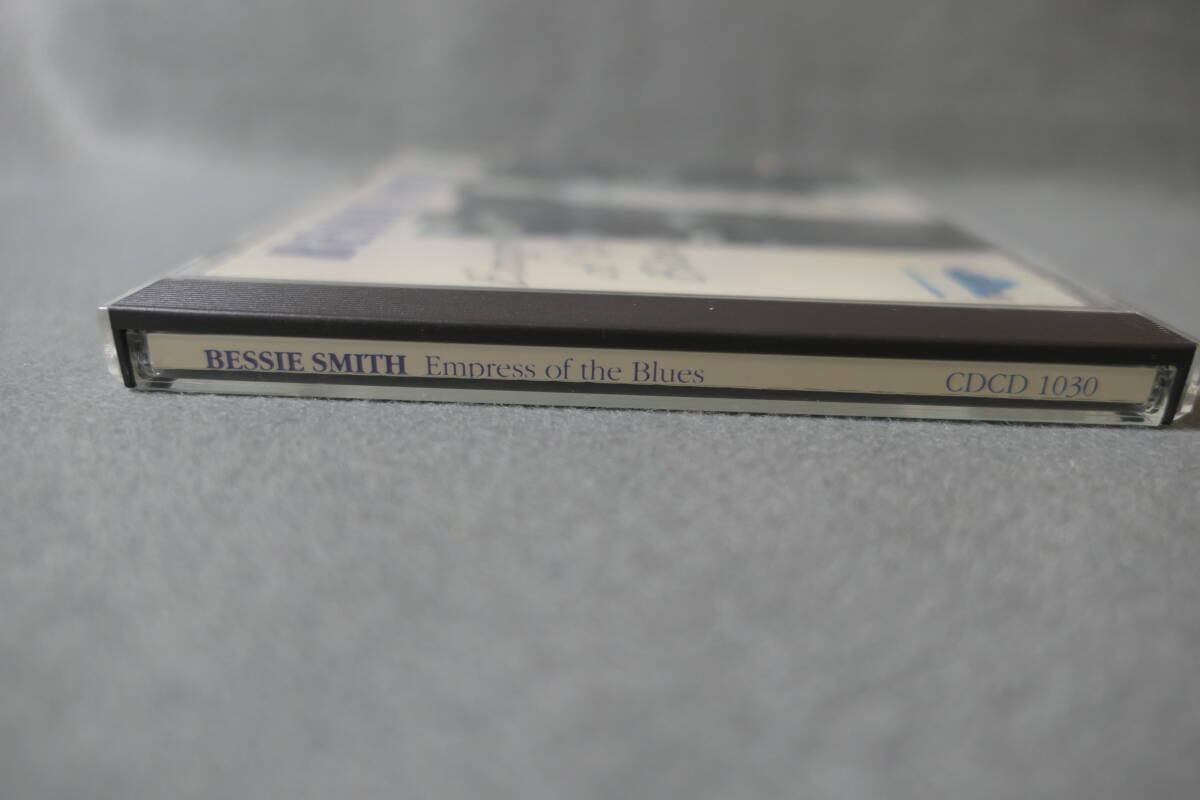 BESSIE SMITH Empress of the Blues CDCD 1030